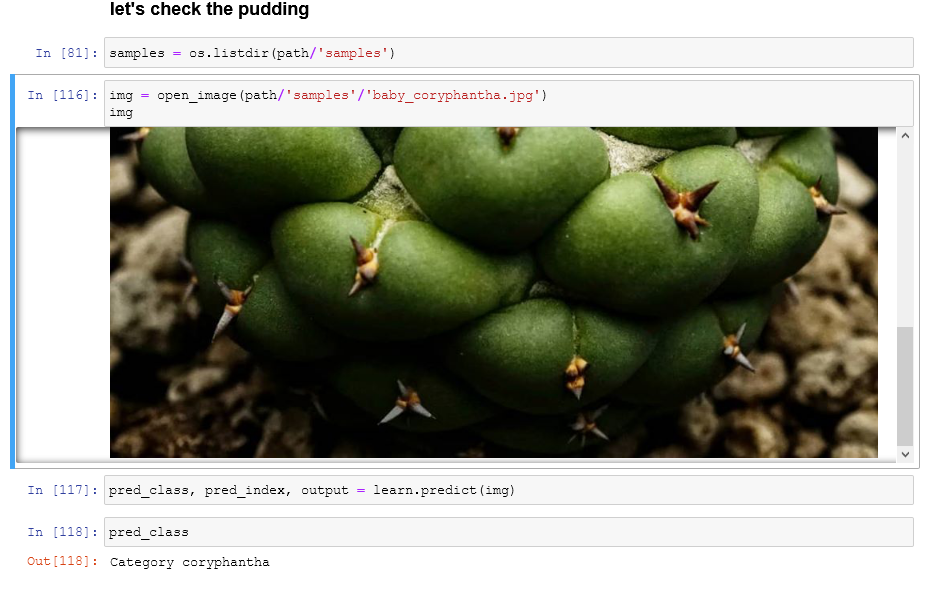 let's check the pudding
In [81]: samples = os.listdir(path/'samples')
In [116]: img = open_image(path/'samples'/'baby_coryphantha.jpg')
img
In [117]: pred_class, pred_index, output = learn.predict(img)
In [118]: pred_class
Out[118]: Category coryphantha